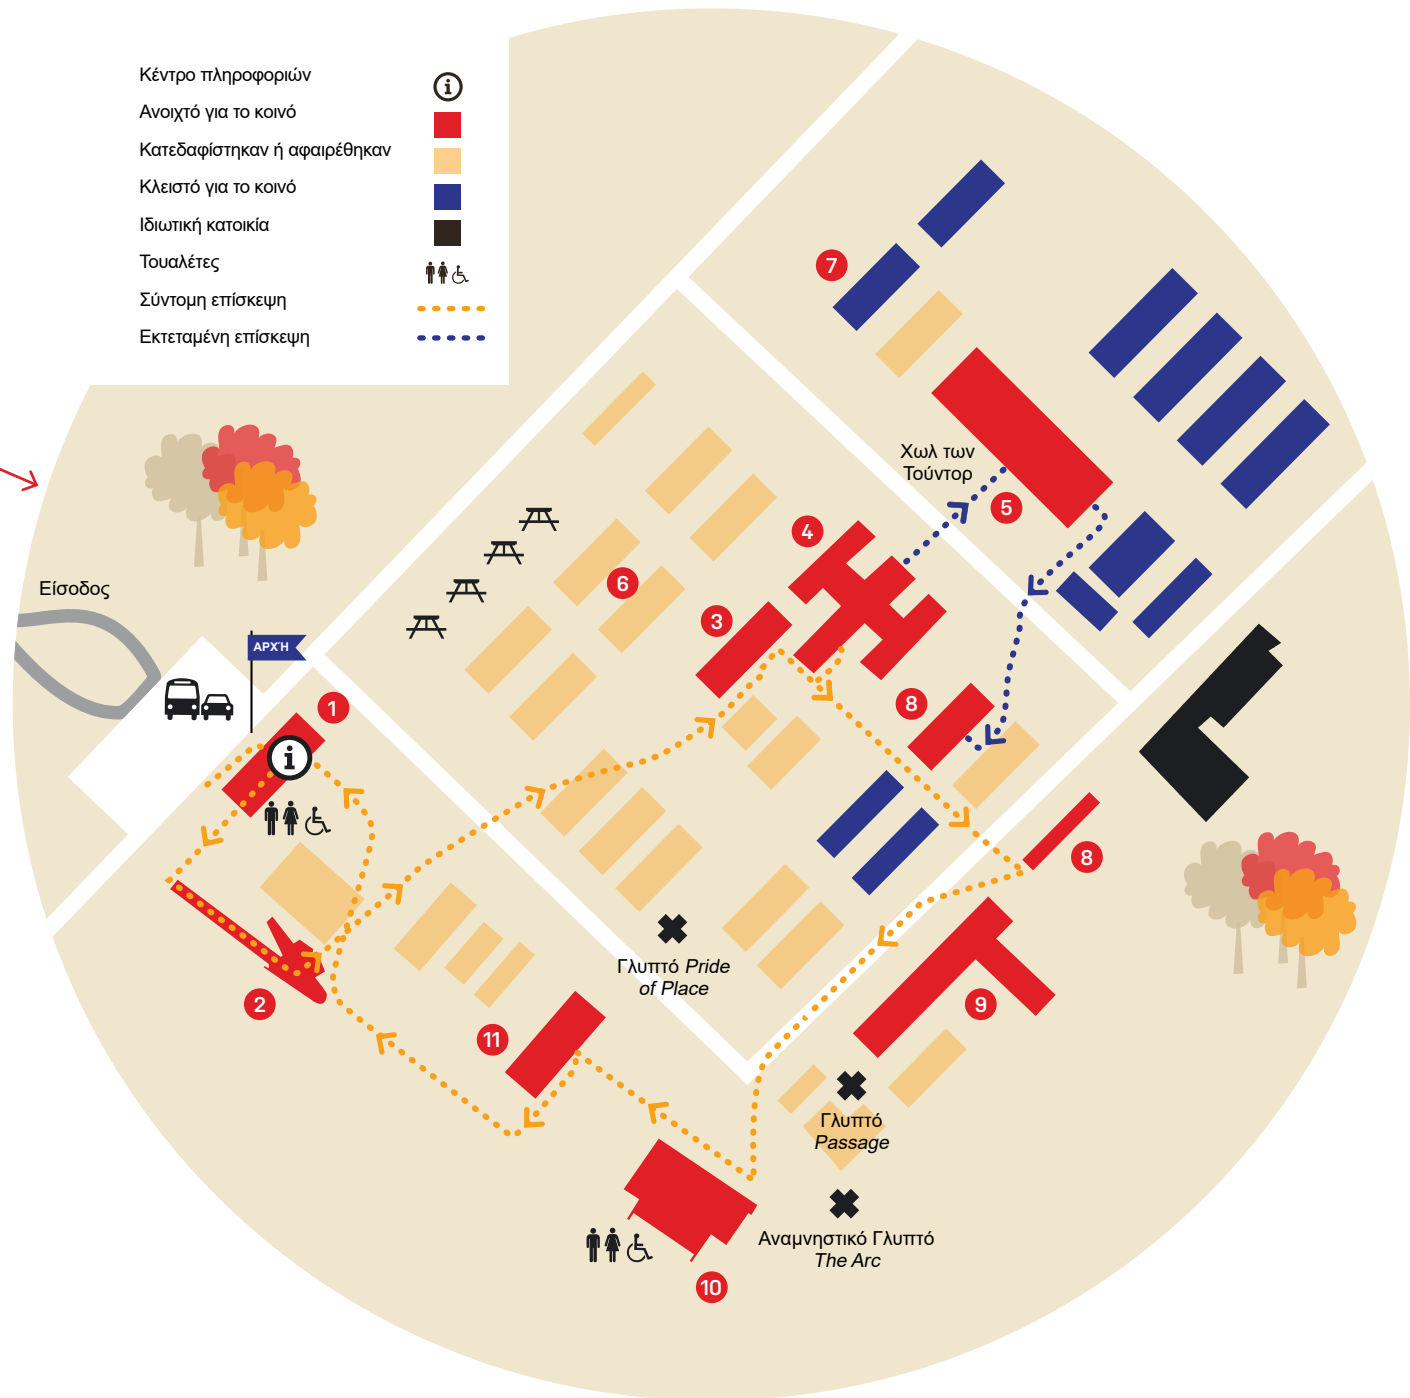 Κέντρο πληροφοριών
Ανοιχτό για το κοινό
Κατεδαφίστηκαν ή αφαιρέθηκαν
Κλειστό για το κοινό
Ιδιωτική κατοικία
Τουαλέτες
Σύντομη επίσκεψη
Εκτεταμένη επίσκεψη
7
Χωλ των
Τούντορ
5
4
6
3
Είσοδος
ΑΡΧΉ
1
8
8
2
Γλυπτό Pride
of Place
9
11
Γλυπτό
Passage
Αναμνηστικό Γλυπτό
The Arc
10